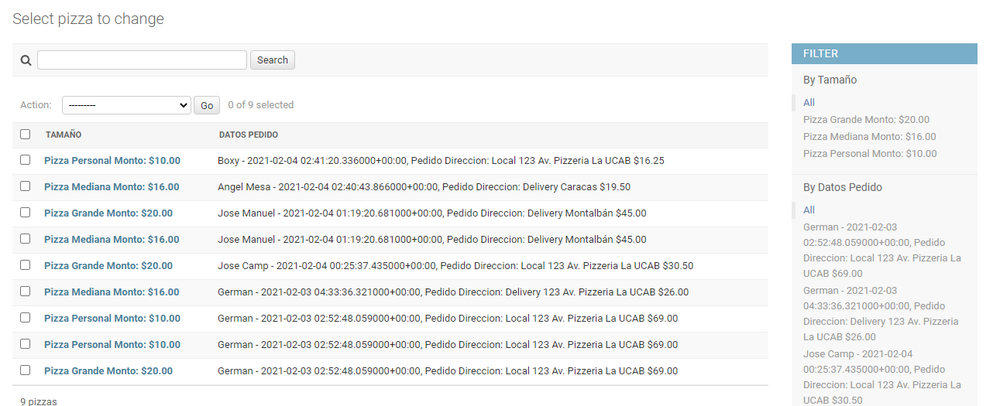 Select pizza to change
Search
Action: --------- Go 0 of 9 selected
TAMAÑO DATOS PEDIDO
Pizza Personal Monto: $10.00 Boxy - 2021-02-04 02:41:20.336000+00:00, Pedido Direccion: Local 123 Av. Pizzeria La UCAB $16.25
Pizza Mediana Monto: $16.00 Angel Mesa - 2021-02-04 02:40:43.866000+00:00, Pedido Direccion: Delivery Caracas $19.50
Pizza Grande Monto: $20.00 Jose Manuel - 2021-02-04 01:19:20.681000+00:00, Pedido Direccion: Delivery Montalbán $45.00
Pizza Mediana Monto: $16.00 Jose Manuel - 2021-02-04 01:19:20.681000+00:00, Pedido Direccion: Delivery Montalbán $45.00
Pizza Grande Monto: $20.00 Jose Camp - 2021-02-04 00:25:37.435000+00:00, Pedido Direccion: Local 123 Av. Pizzeria La UCAB $30.50
Pizza Mediana Monto: $16.00 German - 2021-02-03 04:33:36.321000+00:00, Pedido Direccion: Delivery 123 Av. Pizzeria La UCAB $26.00
Pizza Personal Monto: $10.00 German - 2021-02-03 02:52:48.059000+00:00, Pedido Direccion: Local 123 Av. Pizzeria La UCAB $69.00
Pizza Personal Monto: $10.00 German - 2021-02-03 02:52:48.059000+00:00, Pedido Direccion: Local 123 Av. Pizzeria La UCAB $69.00
Pizza Grande Monto: $20.00 German - 2021-02-03 02:52:48.059000+00:00, Pedido Direccion: Local 123 Av. Pizzeria La UCAB $69.00
9 pizzas
FILTER
By Tamaño
All
Pizza Grande Monto: $20.00
Pizza Mediana Monto: $16.00
Pizza Personal Monto: $10.00
By Datos Pedido
All
German - 2021-02-03
02:52:48.059000+00:00, Pedido
Direccion: Local 123 Av. Pizzeria La
UCAB $69.00
German - 2021-02-03
04:33:36.321000+00:00, Pedido
Direccion: Delivery 123 Av. Pizzeria
La UCAB $26.00
Jose Camp - 2021-02-04
00:25:37.435000+00:00, Pedido
Direccion: Local 123 Av. Pizzeria La
UCAB $30.50